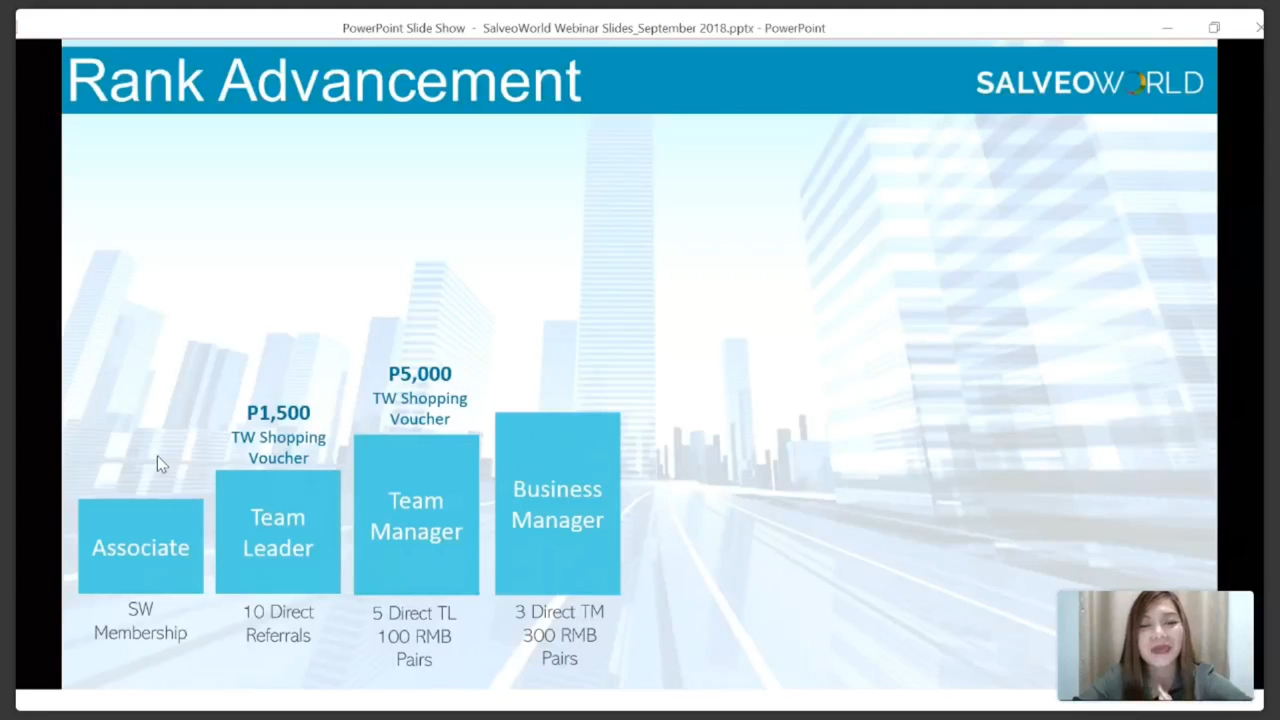 PowerPoint Slide Show - SalveoWorld Webinar Slides_September 2018.pptx - PowerPoint
Rank Advancement
SALVEOWORLD
P5,000
TW Shopping
Voucher
P1,500
TW Shopping
Voucher
Associate
Team
Leader
Team
Manager
Business
Manager
SW
Membership
10 Direct
Referrals
5 Direct TL
100 RMB
Pairs
3 Direct TM
300 RMB
Pairs